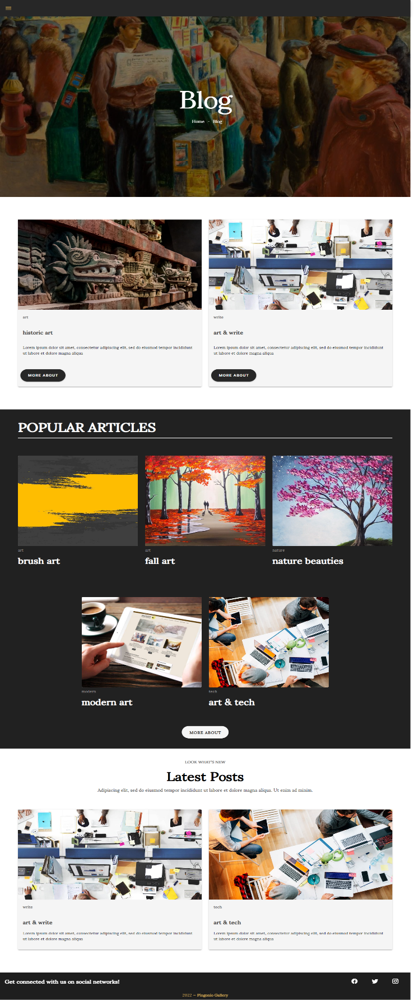 Blog
Home - Blog
art
historic art
Lorem ipsum dolor sit amet, consectetur adipiscing elit, sed do eiusmod tempor incididunt
ut labore et dolore magna aliqua
MORE ABOUT
write
art & write
Lorem ipsum dolor sit amet, consectetur adipiscing elit, sed do eiusmod tempor incididunt
ut labore et dolore magna aliqua
MORE ABOUT
POPULAR ARTICLES
art
brush art
art
fall art
nature
nature beauties
modern
modern art
tech
art & tech
MORE ABOUT
LOOK WHAT'S NEW
Latest Posts
Adipiscing elit, sed do eiusmod tempor incididunt ut labore et dolore magna aliqua. Ut enim ad minim.
write
art & write
Lorem ipsum dolor sit amet, consectetur adipiscing elit, sed do eiusmod tempor incididunt
ut labore et dolore magna aliqua
tech
art & tech
Lorem ipsum dolor sit amet, consectetur adipiscing elit, sed do eiusmod tempor incididunt
ut labore et dolore magna aliqua
Get connected with us on social networks!
2022 — Pingonio Gallery